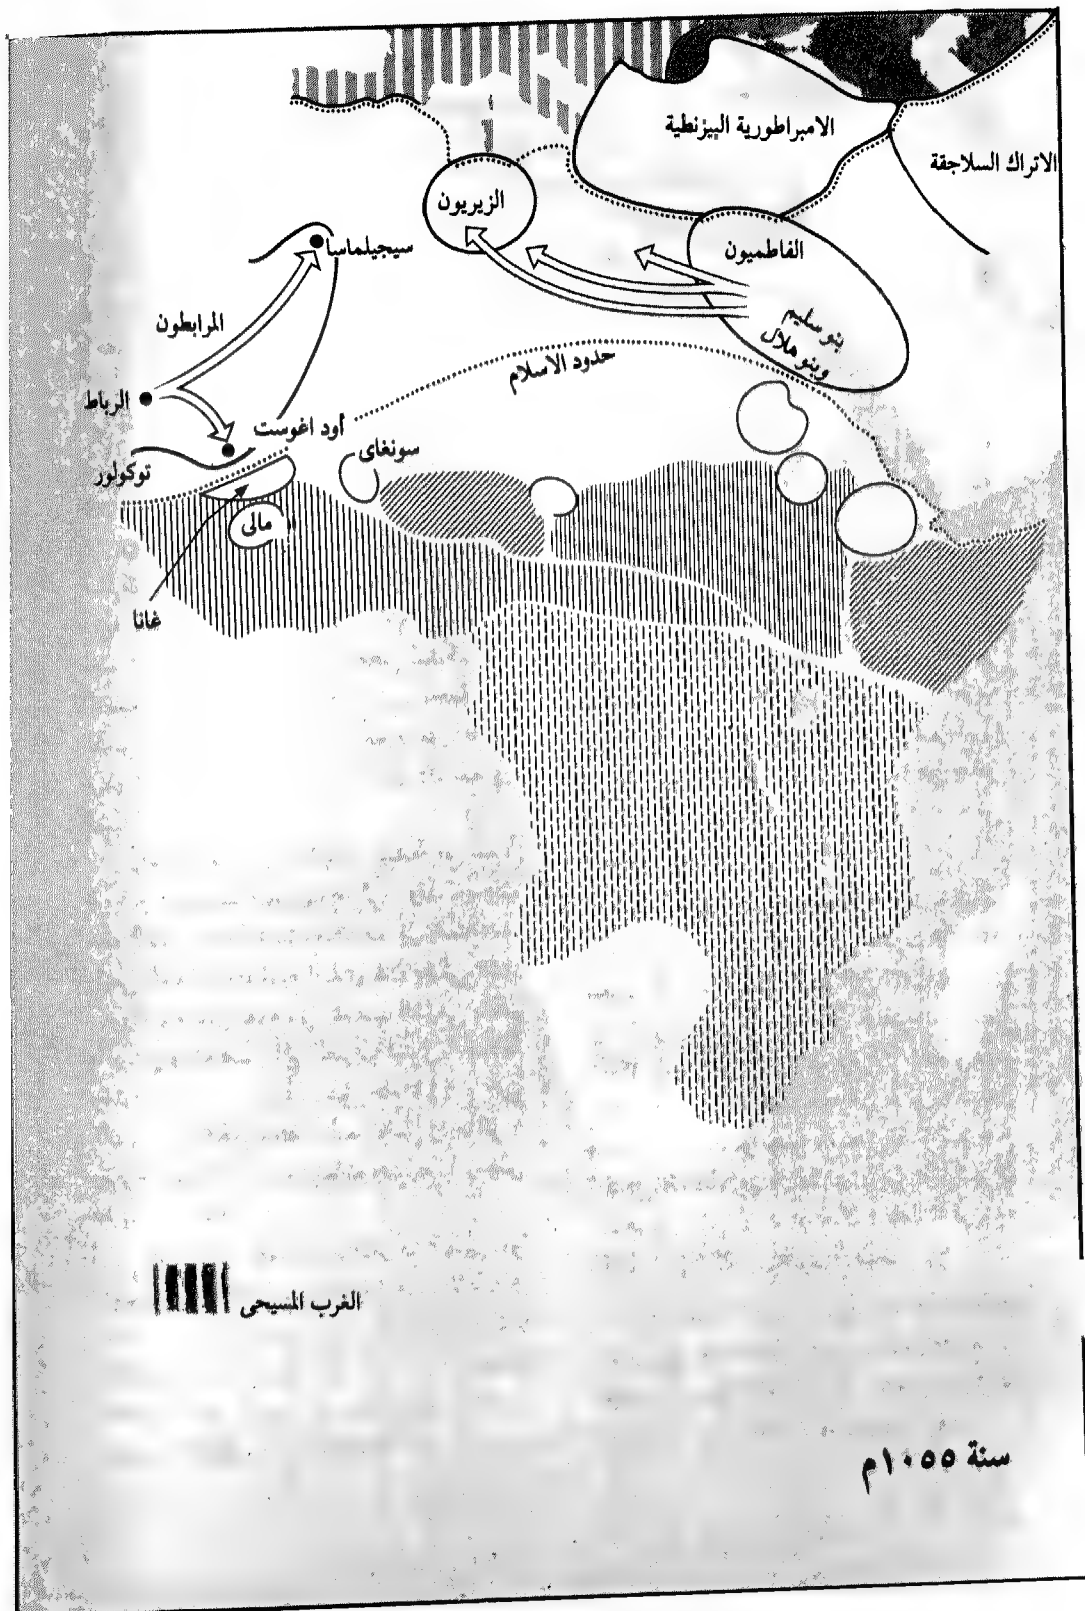 الامبراطورية البيزنطية
الاتراك السلاجقة
الزيريون
الفاطميون
سيجيلماسا
بنو سليم
وبنو هلال
المرابطون
حدود الاسلام
الرباط
أود اغوست
سونغاى
توكولور
مالى
غانا
الغرب المسيحى
سنة ١٠٥٥م